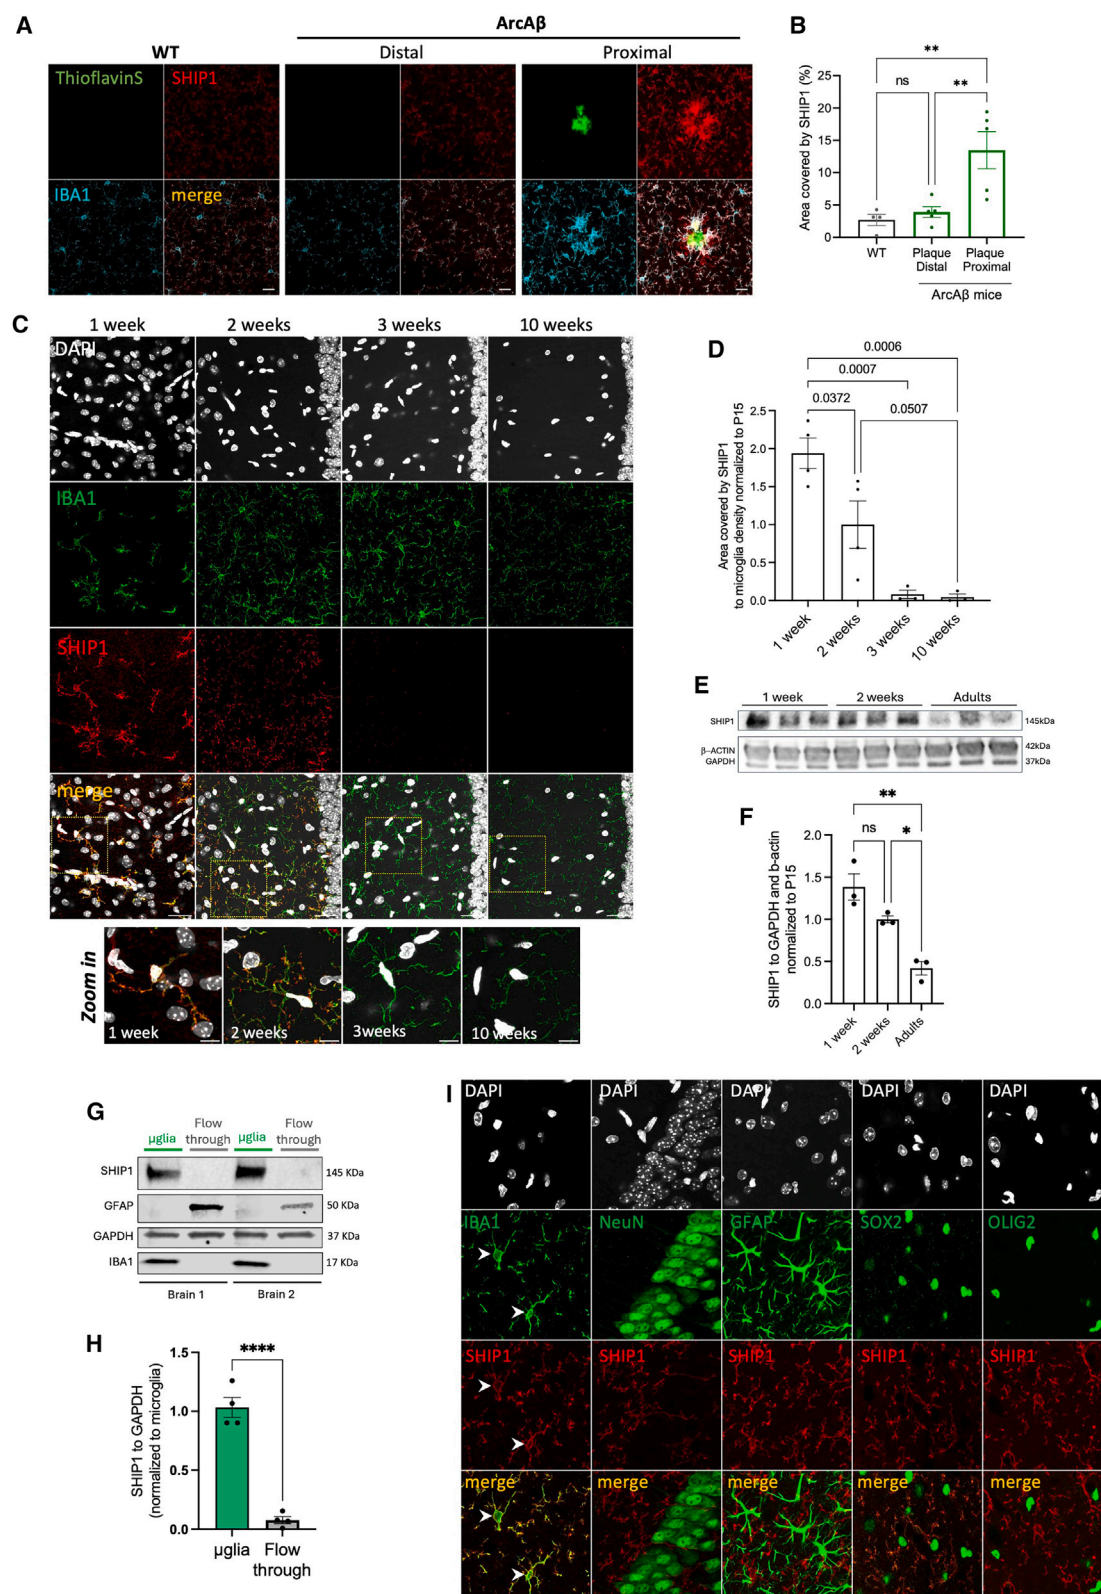 A
ArcAβ
WT
Distal
Proximal
ThioflavinS
SHIP1
IBA1
merge
B
**
ns
**
Area covered by SHIP1 (%)
25
20
15
10
5
0
WT
Plaque
Distal
Plaque
Proximal
ArcAβ mice
C
1 week
2 weeks
3 weeks
10 weeks
DAPI
IBA1
SHIP1
merge
Zoom in
1 week
2 weeks
3weeks
10 weeks
D
0.0006
0.0007
0.0372
0.0507
Area covered by SHIP1
to microglia density normalized to P15
2.5
2.0
1.5
1.0
0.5
0.0
1 week
2 weeks
3 weeks
10 weeks
E
1 week
2 weeks
Adults
SHIP1
145kDa
β-ACTIN
42kDa
GAPDH
37kDa
F
**
ns
*
SHIP1 to GAPDH and b-actin
normalized to P15
2.0
1.5
1.0
0.5
0.0
1 week
2 weeks
Adults
G
µglia
Flow
through
µglia
Flow
through
SHIP1
145 KDa
GFAP
50 KDa
GAPDH
37 KDa
IBA1
17 KDa
Brain 1
Brain 2
H
****
SHIP1 to GAPDH
(normalized to microglia)
1.5
1.0
0.5
0.0
µglia
Flow
through
I
DAPI
DAPI
DAPI
DAPI
DAPI
IBA1
NeuN
GFAP
SOX2
OLIG2
SHIP1
SHIP1
SHIP1
SHIP1
SHIP1
merge
merge
merge
merge
merge